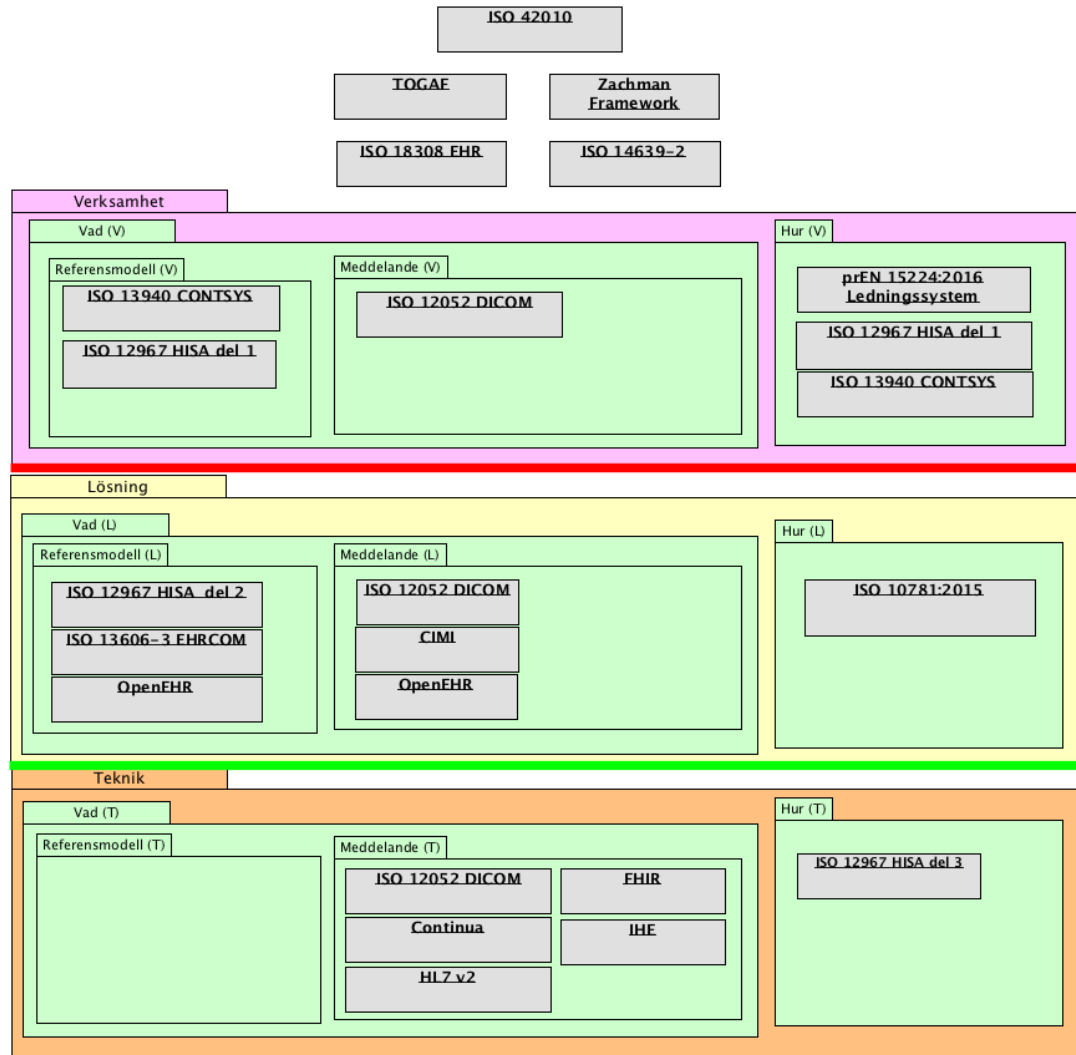 ISO 42010
TOGAF
Zachman
Framework
ISO 18308 EHR
ISO 14639-2
Verksamhet
Vad (V)
Referensmodell (V)
ISO 13940 CONTSYS
ISO 12967 HISA del 1
Meddelande (V)
ISO 12052 DICOM
Hur (V)
prEN 15224:2016
Ledningssystem
ISO 12967 HISA del 1
ISO 13940 CONTSYS
Lösning
Vad (L)
Referensmodell (L)
ISO 12967 HISA del 2
ISO 13606-3 EHRCOM
OpenEHR
Meddelande (L)
ISO 12052 DICOM
CIMI
OpenEHR
Hur (L)
ISO 10781:2015
Teknik
Vad (T)
Referensmodell (T)
Meddelande (T)
ISO 12052 DICOM
FHIR
Continua
IHE
HL7 v2
Hur (T)
ISO 12967 HISA del 3